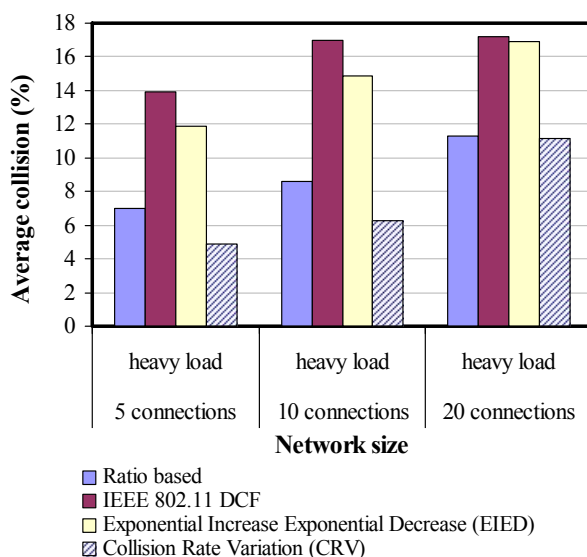 Average collision (%)
18
16
14
12
10
8
6
4
2
0
heavy load heavy load heavy load
5 connections 10 connections 20 connections
Network size
Ratio based
IEEE 802.11 DCF
Exponential Increase Exponential Decrease (EIED)
Collision Rate Variation (CRV)